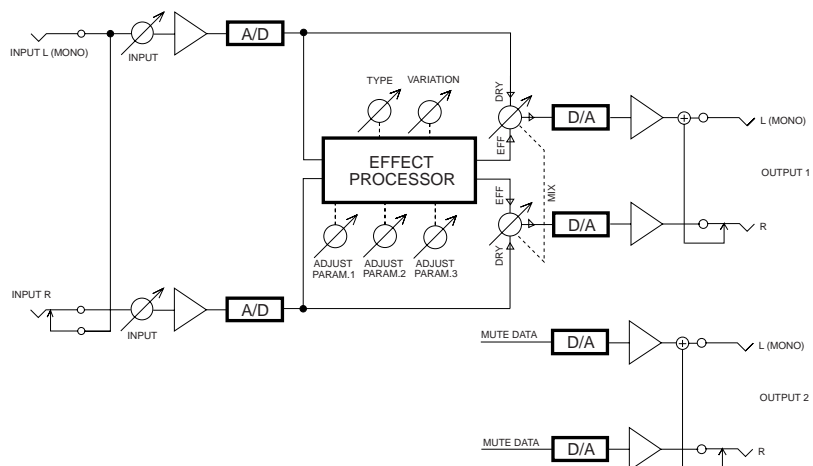 INPUT L (MONO)
INPUT
A/D
TYPE
VARIATION
EFFECT
PROCESSOR
ADJUST
PARAM.1
ADJUST
PARAM.2
ADJUST
PARAM.3
DRY
EFF
EFF
DRY
MIX
D/A
L (MONO)
OUTPUT 1
D/A
R
INPUT R
INPUT
A/D
MUTE DATA
D/A
L (MONO)
OUTPUT 2
MUTE DATA
D/A
R